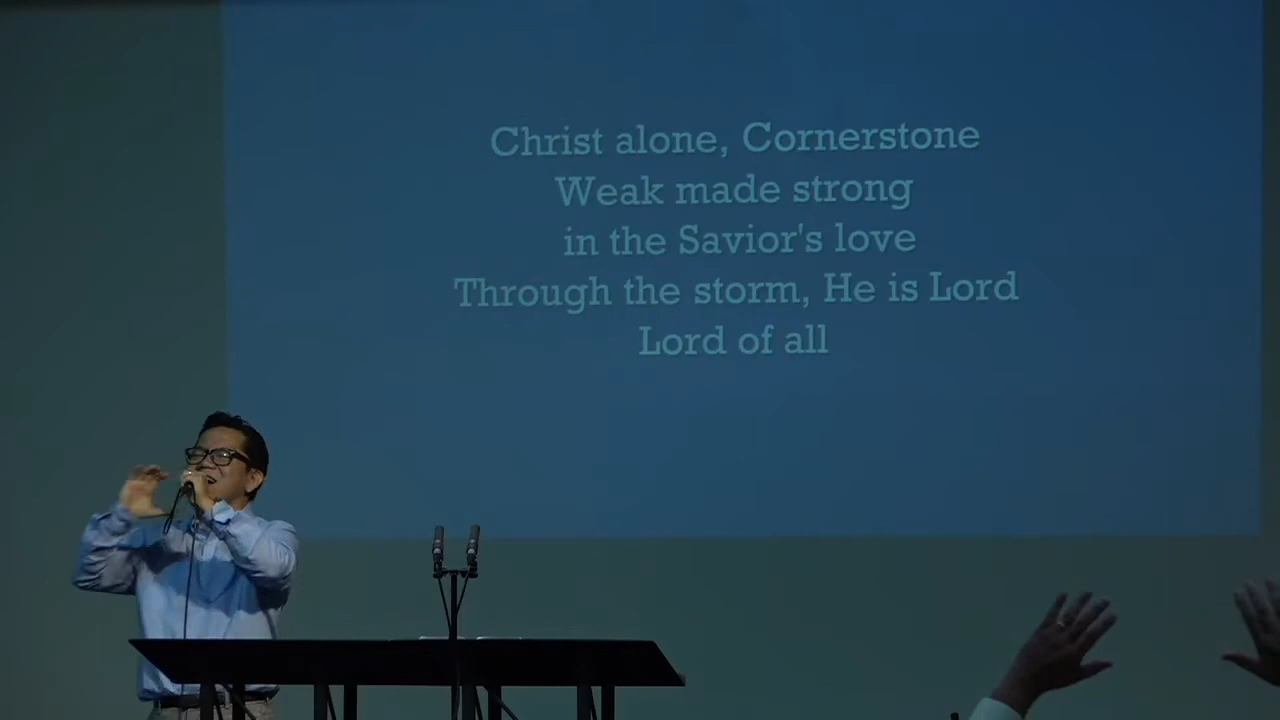 Christ alone, Cornerstone
Weak made strong
in the Savior's love
Through the storm, He is Lord
Lord of all